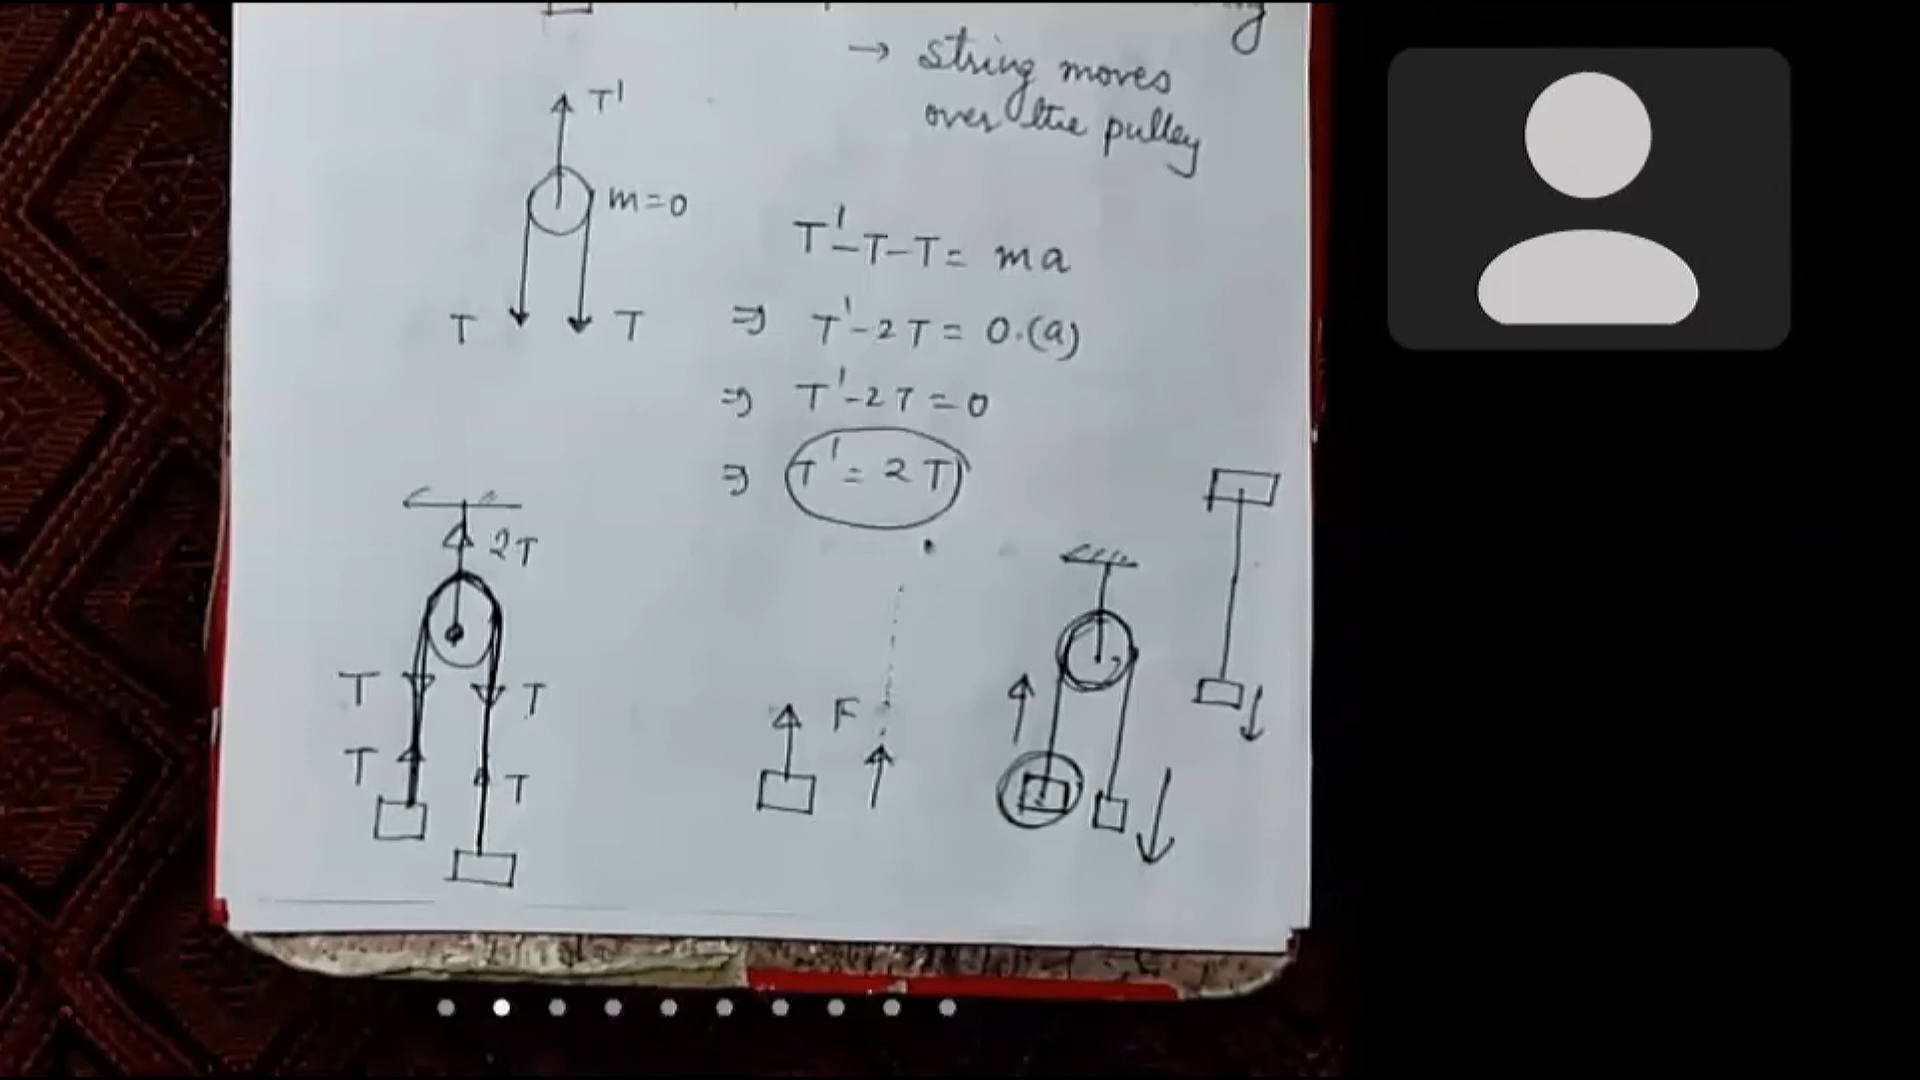 → string moves
over the pulley
T'
m=0
T T
T'-T-T= ma
⇒ T'-2T= 0.(a)
⇒ T'-2T=0
⇒ T'=2T
2T
T T
T T
F